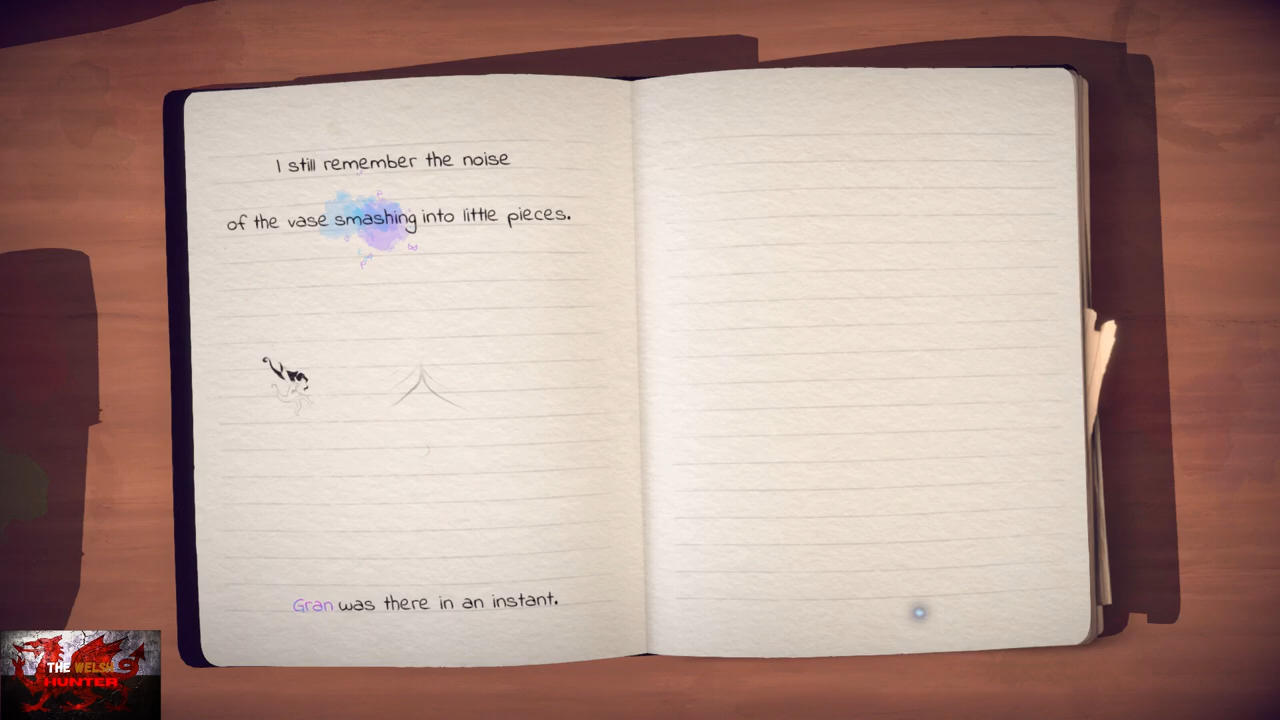 I still remember the noise
of the vase smashing into little pieces.
Gran was there in an instant.
THE WELSH
HUNTER